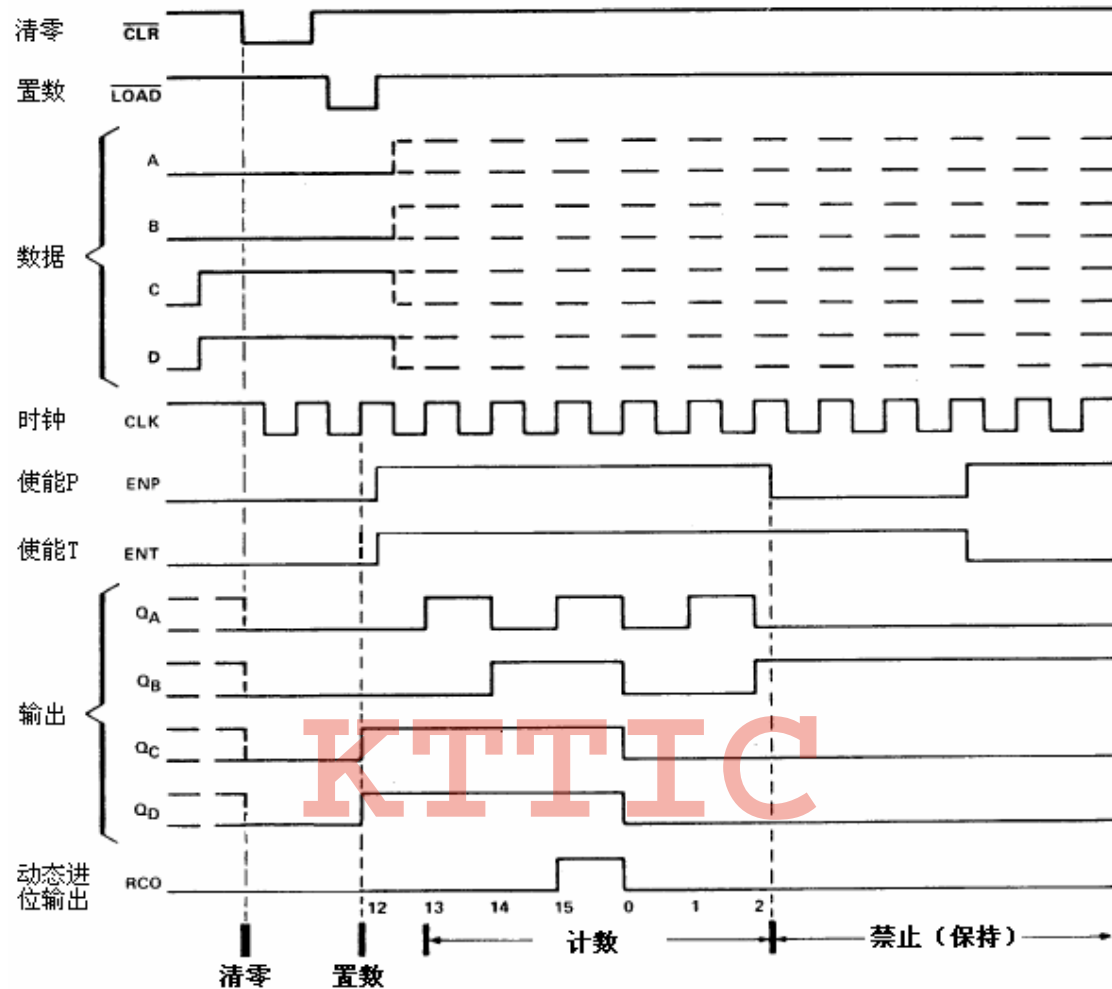 清零 CLR
置数 LOAD
A
B
数据
C
D
时钟 CLK
使能P ENP
使能T ENT
QA
QB
输出
QC
KTTIC
QD
动态进
位输出 RCO
12 13 14 15 0 1 2
计数 禁止（保持）
清零 置数